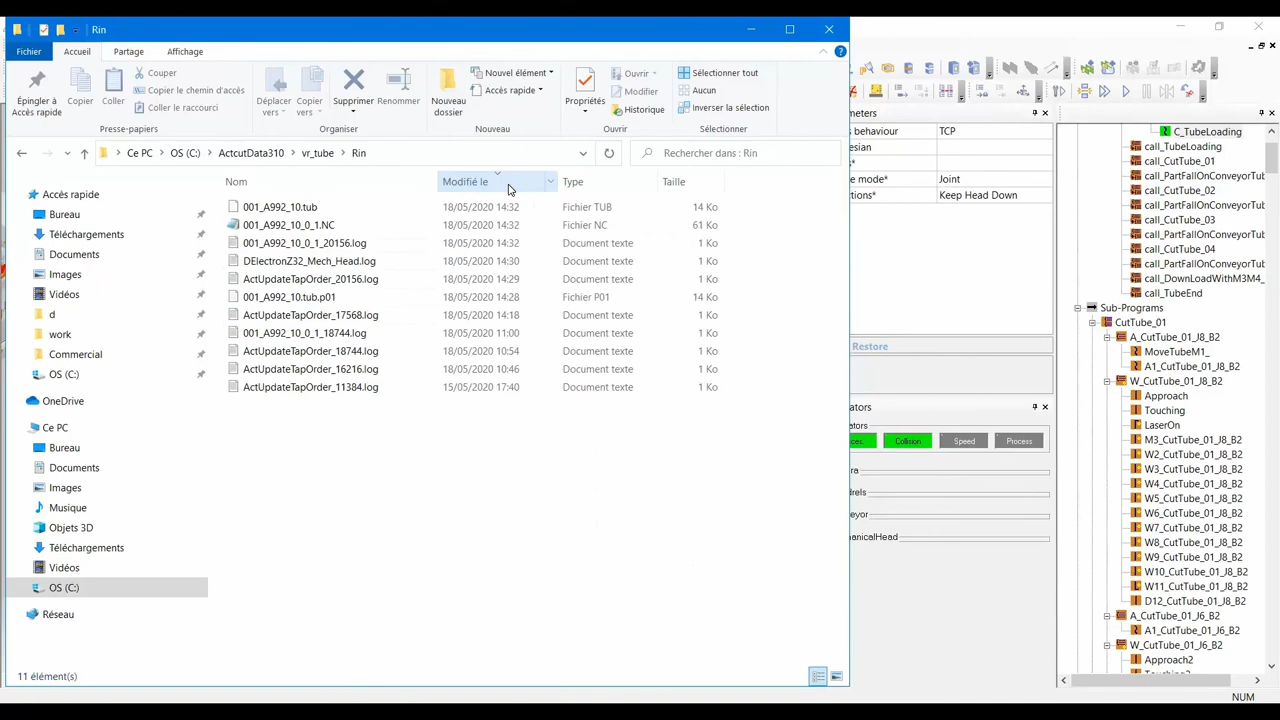 Rin
Fichier
Accueil
Partage
Affichage
Épingler à
Accès rapide
Copier
Coller
Couper
Copier le chemin d'accès
Coller le raccourci
Presse-papiers
Déplacer
vers
Copier
vers
Supprimer
Renommer
Organiser
Nouveau
dossier
Nouvel élément
Accès rapide
Nouveau
Propriétés
Ouvrir
Modifier
Historique
Ouvrir
Sélectionner tout
Aucun
Inverser la sélection
Sélectionner
Ce PC > OS (C:) > ActcutData310 > vr_tube > Rin
Rechercher dans : Rin
Nom Modifié le Type Taille
001_A992_10.tub 18/05/2020 14:32 Fichier TUB 14 Ko
001_A992_10_0_1.NC 18/05/2020 14:32 Fichier NC 61 Ko
001_A992_10_0_1_20156.log 18/05/2020 14:32 Document texte 1 Ko
DElectronZ32_Mech_Head.log 18/05/2020 14:30 Document texte 1 Ko
ActUpdateTapOrder_20156.log 18/05/2020 14:29 Document texte 1 Ko
001_A992_10.tub.p01 18/05/2020 14:28 Fichier P01 14 Ko
ActUpdateTapOrder_17568.log 18/05/2020 14:18 Document texte 1 Ko
001_A992_10_0_1_18744.log 18/05/2020 11:00 Document texte 1 Ko
ActUpdateTapOrder_18744.log 18/05/2020 10:54 Document texte 1 Ko
ActUpdateTapOrder_16216.log 18/05/2020 10:46 Document texte 1 Ko
ActUpdateTapOrder_11384.log 15/05/2020 17:40 Document texte 1 Ko
Accès rapide
Bureau
Téléchargements
Documents
Images
Vidéos
d
work
Commercial
OS (C:)
OneDrive
Ce PC
Bureau
Documents
Images
Musique
Objets 3D
Téléchargements
Vidéos
OS (C:)
Réseau
11 élément(s)
meters
s behaviour TCP
esian
s*
e mode* Joint
ctions* Keep Head Down
Restore
ators
ces
Collision
Speed
Process
ra
drels
eyor
hanicalHead
C_TubeLoading
call_TubeLoading
call_CutTube_01
call_PartFallOnConveyorTub
call_CutTube_02
call_PartFallOnConveyorTub
call_CutTube_03
call_PartFallOnConveyorTub
call_CutTube_04
call_PartFallOnConveyorTub
call_DownLoadWithM3M4_
call_TubeEnd
Sub-Programs
CutTube_01
A_CutTube_01_J8_B2
MoveTubeM1_
A1_CutTube_01_J8_B2
W_CutTube_01_J8_B2
Approach
Touching
LaserOn
M3_CutTube_01_J8_B2
W2_CutTube_01_J8_B2
W3_CutTube_01_J8_B2
W4_CutTube_01_J8_B2
W5_CutTube_01_J8_B2
W6_CutTube_01_J8_B2
W7_CutTube_01_J8_B2
W8_CutTube_01_J8_B2
W9_CutTube_01_J8_B2
W10_CutTube_01_J8_B2
W11_CutTube_01_J8_B2
D12_CutTube_01_J8_B2
A_CutTube_01_J6_B2
A1_CutTube_01_J6_B2
W_CutTube_01_J6_B2
Approach2
NUM